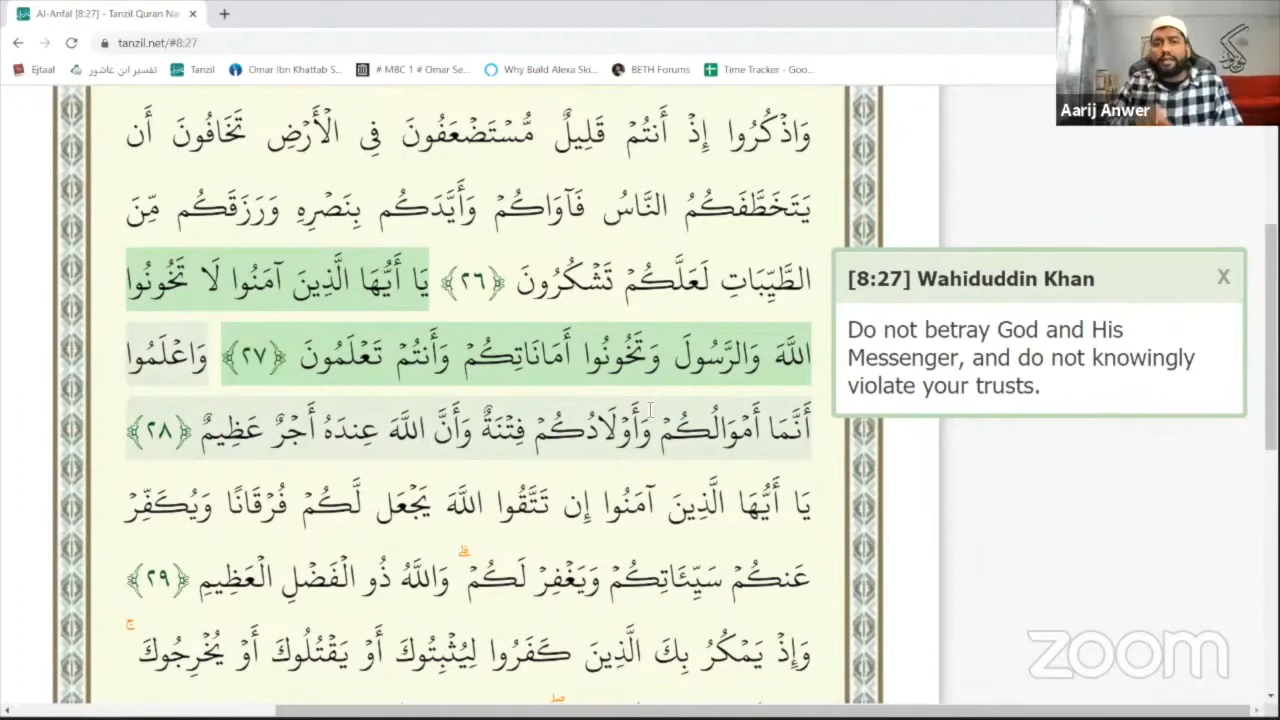 Al-Anfal [8:27] - Tanzil Quran Na
tanzil.net/#8:27
Ejtaal
تفسير ابن عاشور
Tanzil
Omar Ibn Khattab S...
# MBC 1 # Omar Se...
Why Build Alexa Ski...
BETH Forums
Time Tracker - Goo...
Aarij Anwer
وَاذْكُرُوا إِذْ أَنتُمْ قَلِيلٌ مُّسْتَضْعَفُونَ فِي الْأَرْضِ تَخَافُونَ أَن
يَتَخَطَّفَكُمُ النَّاسُ فَآوَاكُمْ وَأَيَّدَكُم بِنَصْرِهِ وَرَزَقَكُم مِّنَ
الطَّيِّبَاتِ لَعَلَّكُمْ تَشْكُرُونَ ﴿٢٦﴾ يَا أَيُّهَا الَّذِينَ آمَنُوا لَا تَخُونُوا
اللَّهَ وَالرَّسُولَ وَتَخُونُوا أَمَانَاتِكُمْ وَأَنتُمْ تَعْلَمُونَ ﴿٢٧﴾ وَاعْلَمُوا
أَنَّمَا أَمْوَالُكُمْ وَأَوْلَادُكُمْ فِتْنَةٌ وَأَنَّ اللَّهَ عِندَهُ أَجْرٌ عَظِيمٌ ﴿٢٨﴾
يَا أَيُّهَا الَّذِينَ آمَنُوا إِن تَتَّقُوا اللَّهَ يَجْعَل لَّكُمْ فُرْقَانًا وَيُكَفِّرْ
عَنكُمْ سَيِّئَاتِكُمْ وَيَغْفِرْ لَكُمْ ۗ وَاللَّهُ ذُو الْفَضْلِ الْعَظِيمِ ﴿٢٩﴾
وَإِذْ يَمْكُرُ بِكَ الَّذِينَ كَفَرُوا لِيُثْبِتُوكَ أَوْ يَقْتُلُوكَ أَوْ يُخْرِجُوكَ ۚ
[8:27] Wahiduddin Khan
X
Do not betray God and His
Messenger, and do not knowingly
violate your trusts.
zoom